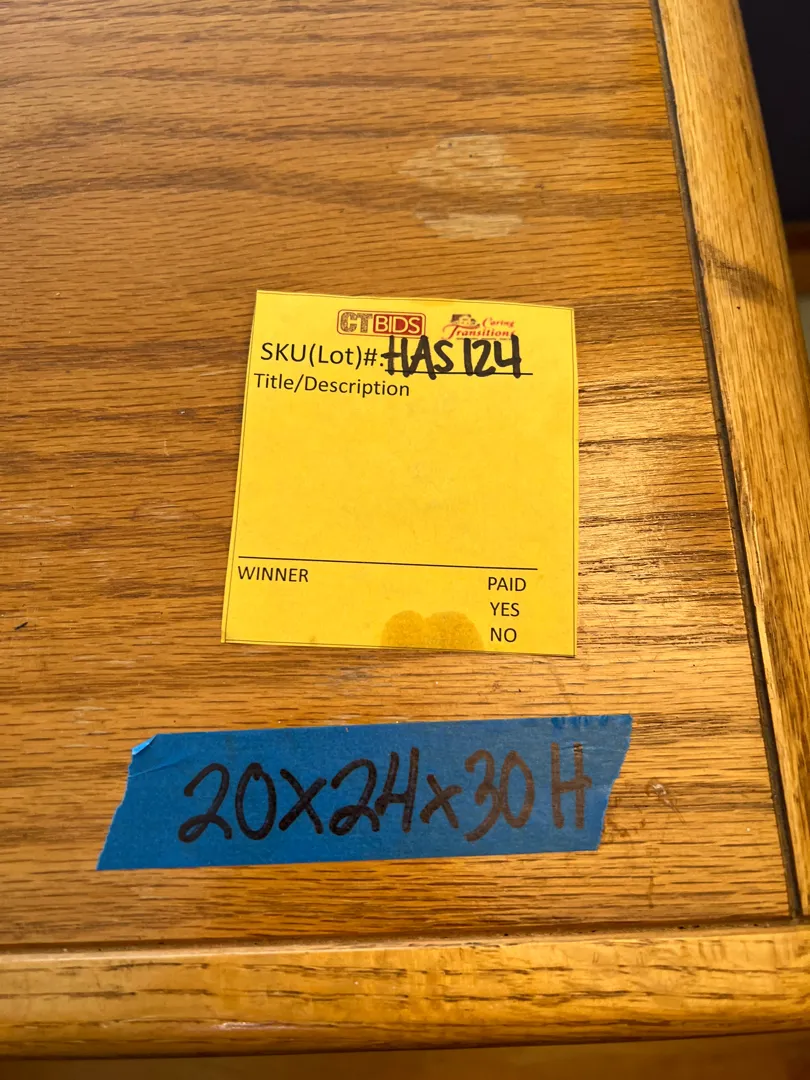 CTBIDS
Caring
Transitions
SKU(Lot)#: HAS124
Title/Description
WINNER
PAID
YES
NO
20x24x30H